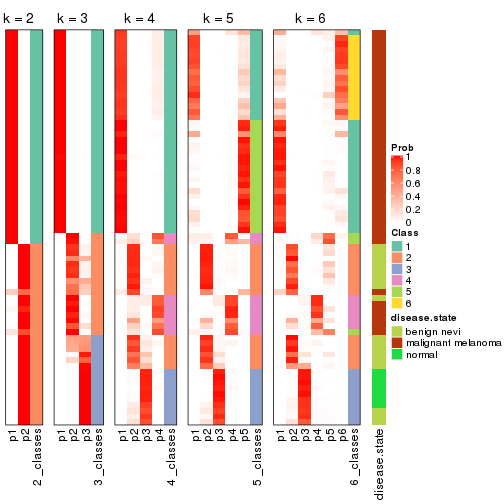 k = 2 k = 3 k = 4 k = 5 k = 6
Prob
1
0.8
0.6
0.4
0.2
0
Class
1
2
3
4
5
6
disease.state
benign nevi
malignant melanoma
normal
p1 p2 2_classes p1 p2 p3 3_classes p1 p2 p3 p4 4_classes p1 p2 p3 p4 p5 5_classes p1 p2 p3 p4 p5 p6 6_classes disease.state